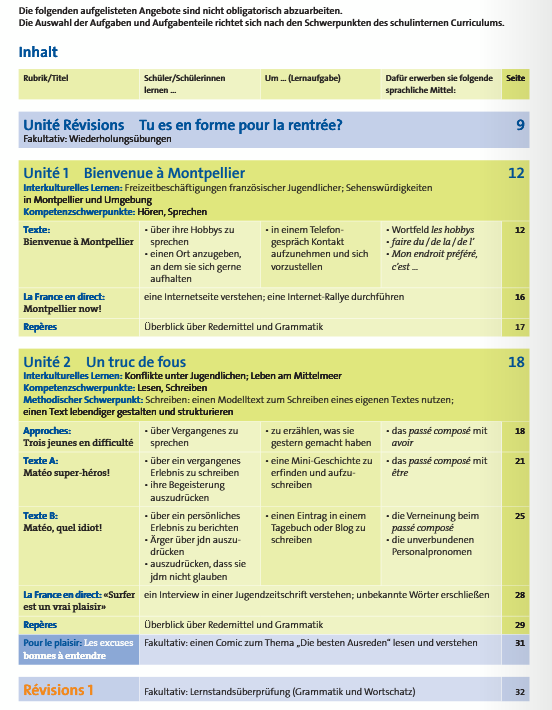 Die folgenden aufgelisteten Angebote sind nicht obligatorisch abzuarbeiten.
Die Auswahl der Aufgaben und Aufgabenteile richtet sich nach den Schwerpunkten des schulinternen Curriculums.
Inhalt
Rubrik/Titel
Schüler/Schülerinnen
lernen ...
Um ... (Lernaufgabe)
Dafür erwerben sie folgende
sprachliche Mittel:
Seite
Unité Révisions Tu es en forme pour la rentrée? 9
Fakultativ: Wiederholungsübungen
Unité 1 Bienvenue à Montpellier 12
Interkulturelles Lernen: Freizeitbeschäftigungen französischer Jugendlicher; Sehenswürdigkeiten
in Montpellier und Umgebung
Kompetenzschwerpunkte: Hören, Sprechen
Texte:
Bienvenue à Montpellier
• über ihre Hobbys zu
sprechen
• einen Ort anzugeben,
an dem sie sich gerne
aufhalten
• in einem Telefon-
gespräch Kontakt
aufzunehmen und sich
vorzustellen
• Wortfeld les hobbys
• faire du / de la / de l'
• Mon endroit préféré,
c'est ...
12
La France en direct:
Montpellier now!
eine Internetseite verstehen; eine Internet-Rallye durchführen
16
Repères
Überblick über Redemittel und Grammatik
17
Unité 2 Un truc de fous 18
Interkulturelles Lernen: Konflikte unter Jugendlichen; Leben am Mittelmeer
Kompetenzschwerpunkte: Lesen, Schreiben
Methodischer Schwerpunkt: Schreiben: einen Modelltext zum Schreiben eines eigenen Textes nutzen;
einen Text lebendiger gestalten und strukturieren
Approches:
Trois jeunes en difficulté
• über Vergangenes zu
sprechen
• zu erzählen, was sie
gestern gemacht haben
• das passé composé mit
avoir
18
Texte A:
Matéo super-héros!
• über ein vergangenes
Erlebnis zu schreiben
• ihre Begeisterung
auszudrücken
• eine Mini-Geschichte zu
erfinden und aufzu-
schreiben
• das passé composé mit
être
21
Texte B:
Matéo, quel idiot!
• über ein persönliches
Erlebnis zu berichten
• Ärger über jdn auszu-
drücken
• auszudrücken, dass sie
jdm nicht glauben
• einen Eintrag in einem
Tagebuch oder Blog zu
schreiben
• die Verneinung beim
passé composé
• die unverbundenen
Personalpronomen
25
La France en direct: «Surfer
est un vrai plaisir»
ein Interview in einer Jugendzeitschrift verstehen; unbekannte Wörter erschließen
28
Repères
Überblick über Redemittel und Grammatik
29
Pour le plaisir: Les excuses
bonnes à entendre
Fakultativ: einen Comic zum Thema „Die besten Ausreden" lesen und verstehen
31
Révisions 1
Fakultativ: Lernstandsüberprüfung (Grammatik und Wortschatz)
32